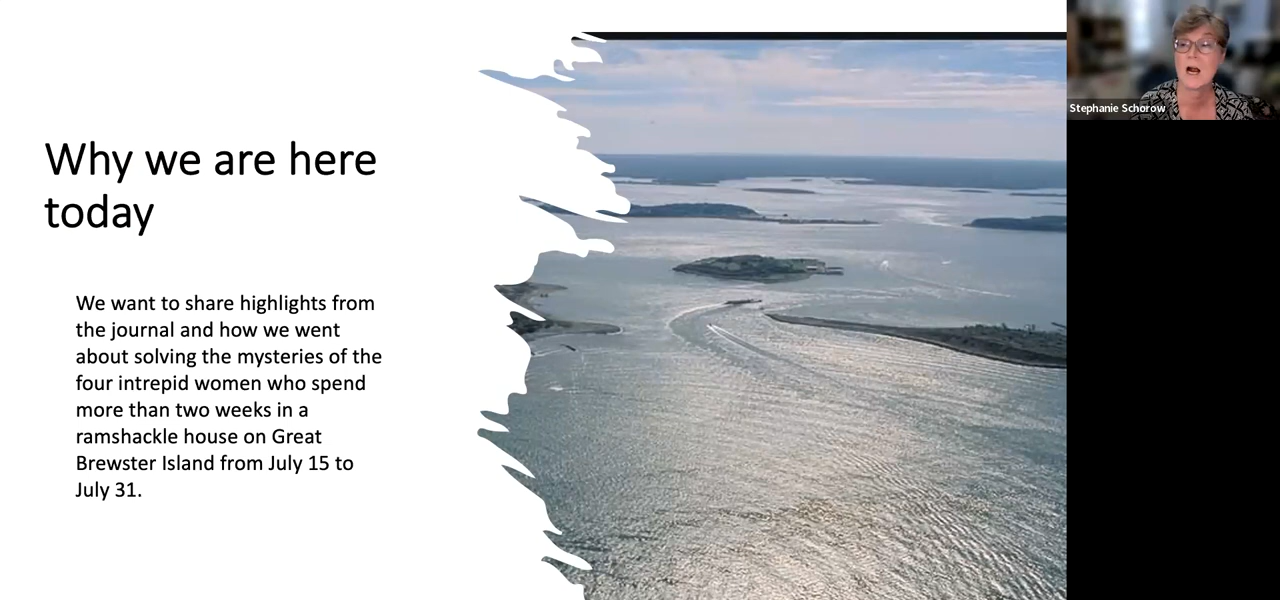 Why we are here
today
We want to share highlights from
the journal and how we went
about solving the mysteries of the
four intrepid women who spend
more than two weeks in a
ramshackle house on Great
Brewster Island from July 15 to
July 31.
Stephanie Schorow